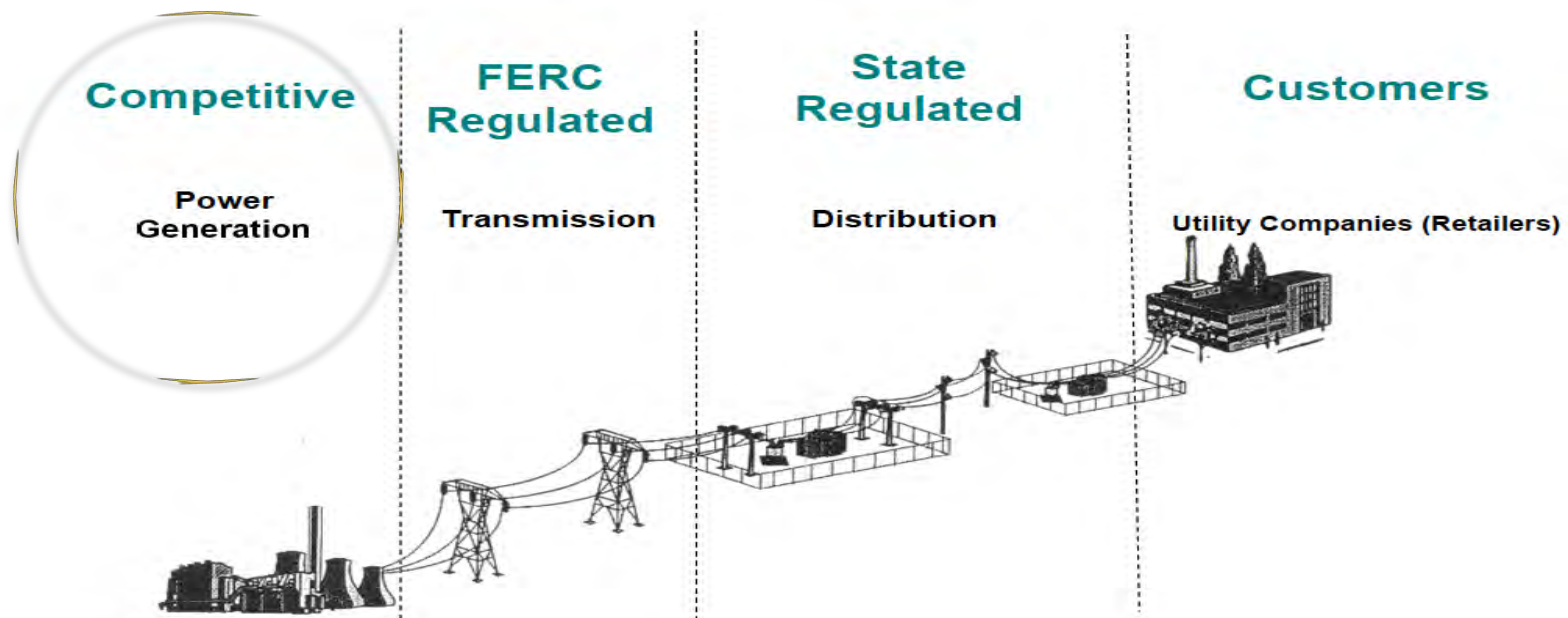 Competitive
Power
Generation
FERC
Regulated
Transmission
State
Regulated
Distribution
Customers
Utility Companies (Retailers)